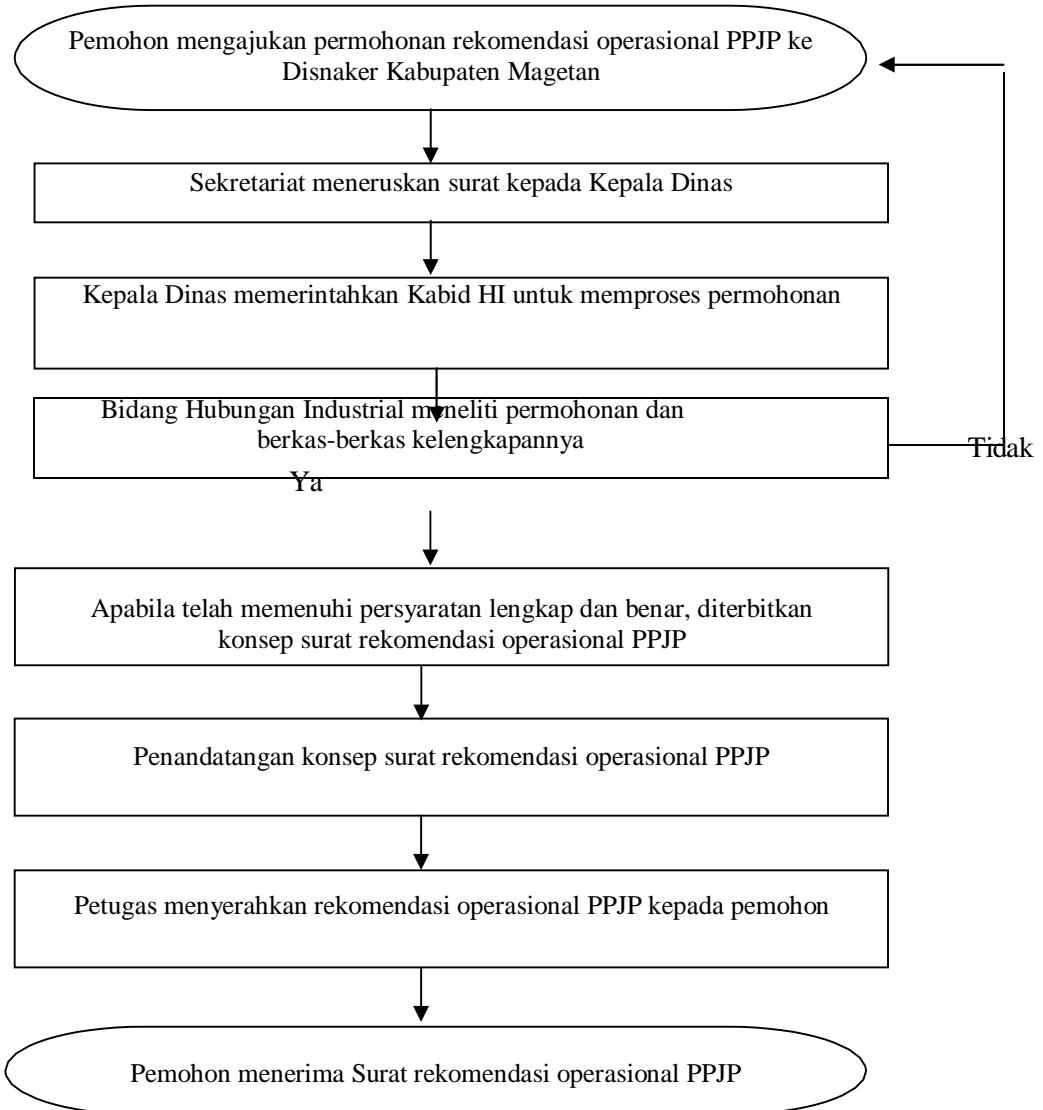 Pemohon mengajukan permohonan rekomendasi operasional PPJP ke
Disnaker Kabupaten Magetan
Sekretariat meneruskan surat kepada Kepala Dinas
Kepala Dinas memerintahkan Kabid HI untuk memproses permohonan
Bidang Hubungan Industrial meneliti permohonan dan
berkas-berkas kelengkapannya
Tidak
Ya
Apabila telah memenuhi persyaratan lengkap dan benar, diterbitkan
konsep surat rekomendasi operasional PPJP
Penandatangan konsep surat rekomendasi operasional PPJP
Petugas menyerahkan rekomendasi operasional PPJP kepada pemohon
Pemohon menerima Surat rekomendasi operasional PPJP